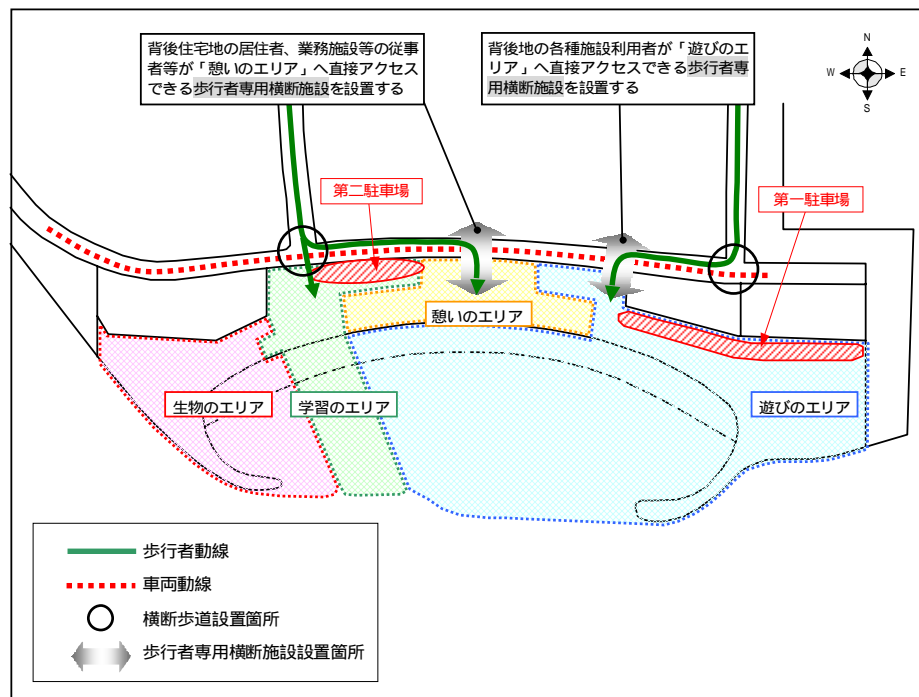 背後住宅地の居住者、業務施設等の従事
者等が「憩いのエリア」へ直接アクセス
できる歩行者専用横断施設を設置する
背後地の各種施設利用者が「遊びのエ
リア」へ直接アクセスできる歩行者専
用横断施設を設置する
N
W
E
S
第二駐車場
第一駐車場
憩いのエリア
生物のエリア
学習のエリア
遊びのエリア
歩行者動線
車両動線
横断歩道設置箇所
歩行者専用横断施設設置箇所